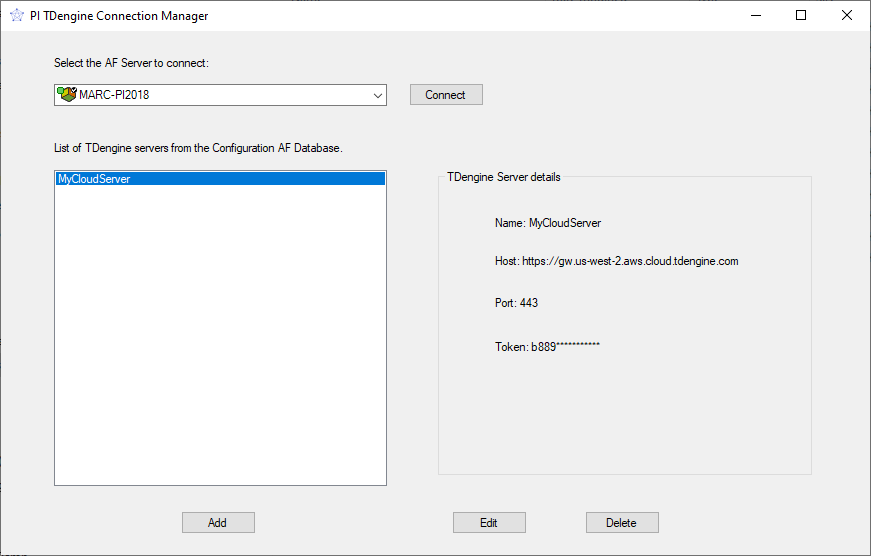 PI TDengine Connection Manager
Select the AF Server to connect:
MARC-PI2018
Connect
List of TDengine servers from the Configuration AF Database.
MyCloudServer
TDengine Server details
Name: MyCloudServer
Host: https://gw.us-west-2.aws.cloud.tdengine.com
Port: 443
Token: b889***********
Add
Edit
Delete